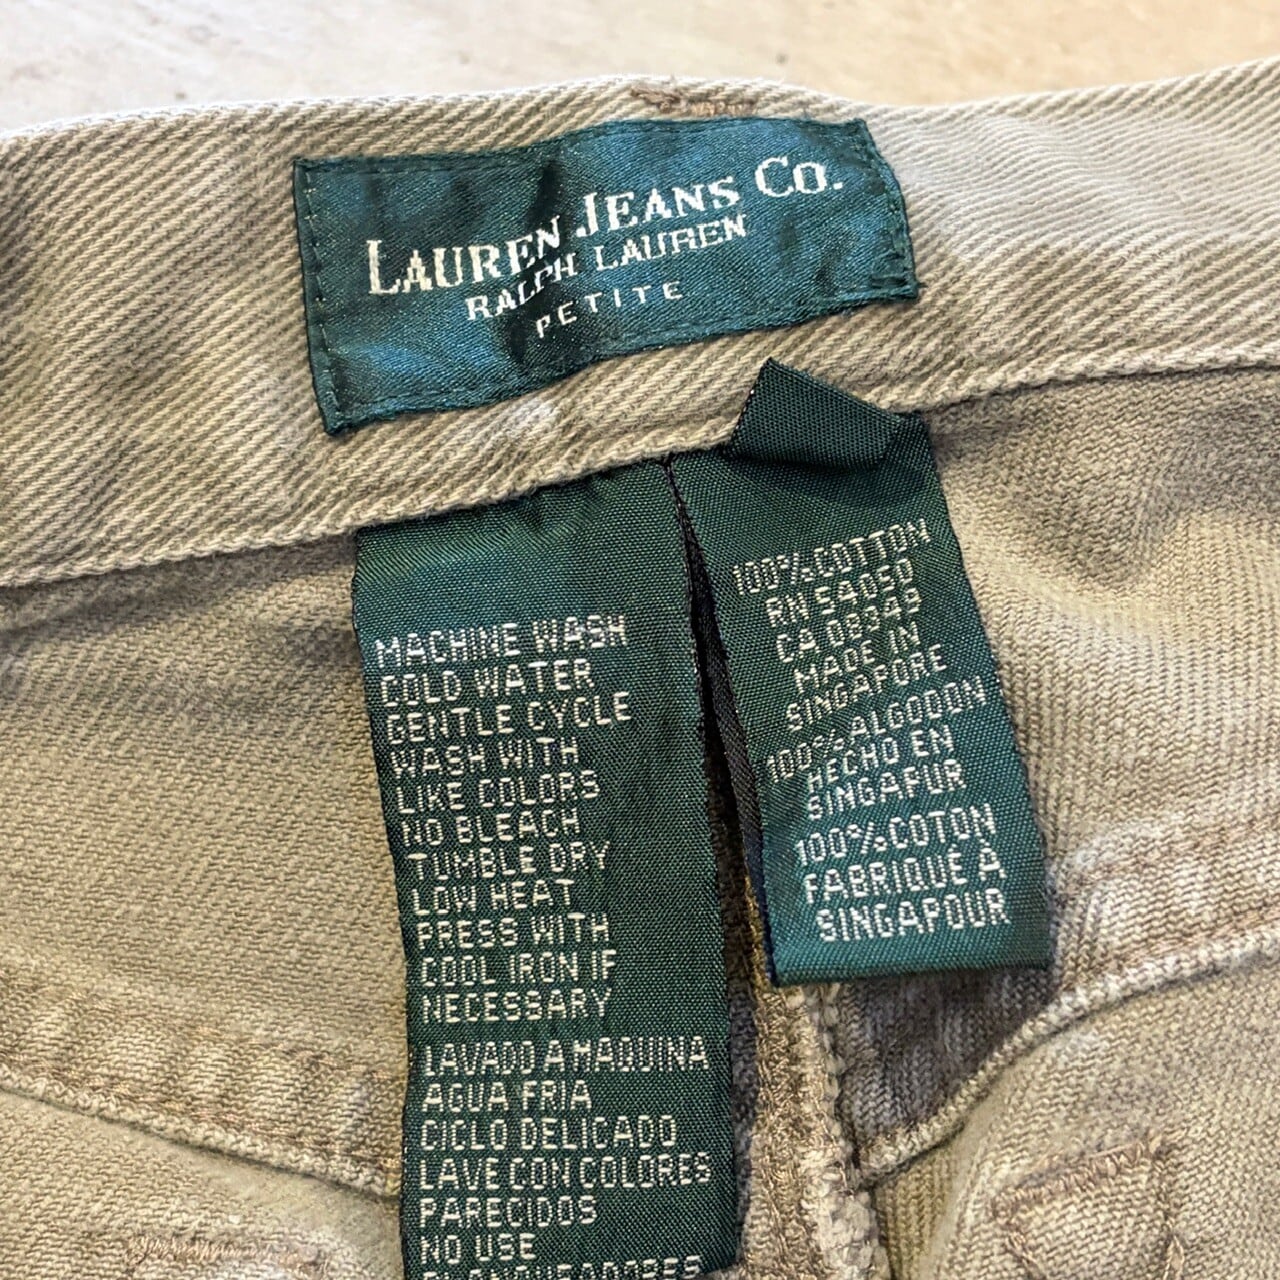 LAUREN JEANS CO.
RALPH LAUREN
PETITE
MACHINE WASH
COLD WATER
GENTLE CYCLE
WASH WITH
LIKE COLORS
NO BLEACH
TUMBLE DRY
LOW HEAT
PRESS WITH
COOL IRON IF
NECESSARY
LAVADO A MAQUINA
AGUA FRIA
CICLO DELICADO
LAVE CON COLORES
PARECIDOS
NO USE
BLANQUEADORES
100% COTTON
RN 54050
CA 08349
MADE IN
SINGAPORE
100% ALGODON
HECHO EN
SINGAPUR
100% COTON
FABRIQUÉ À
SINGAPOUR